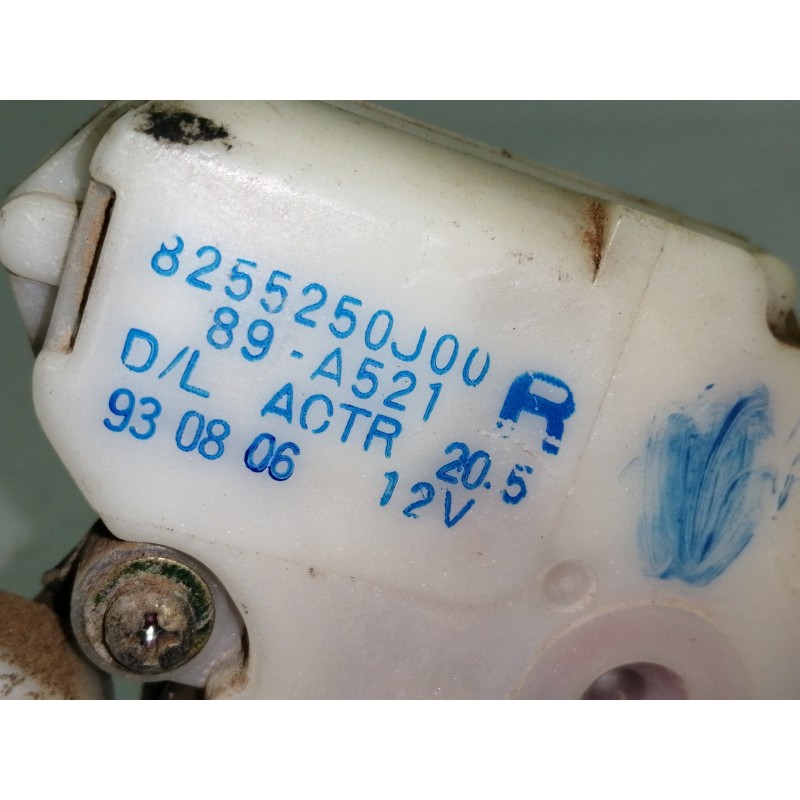 8255250J00
89-A521 R
D/L ACTR 20.5
93 08 06 12V